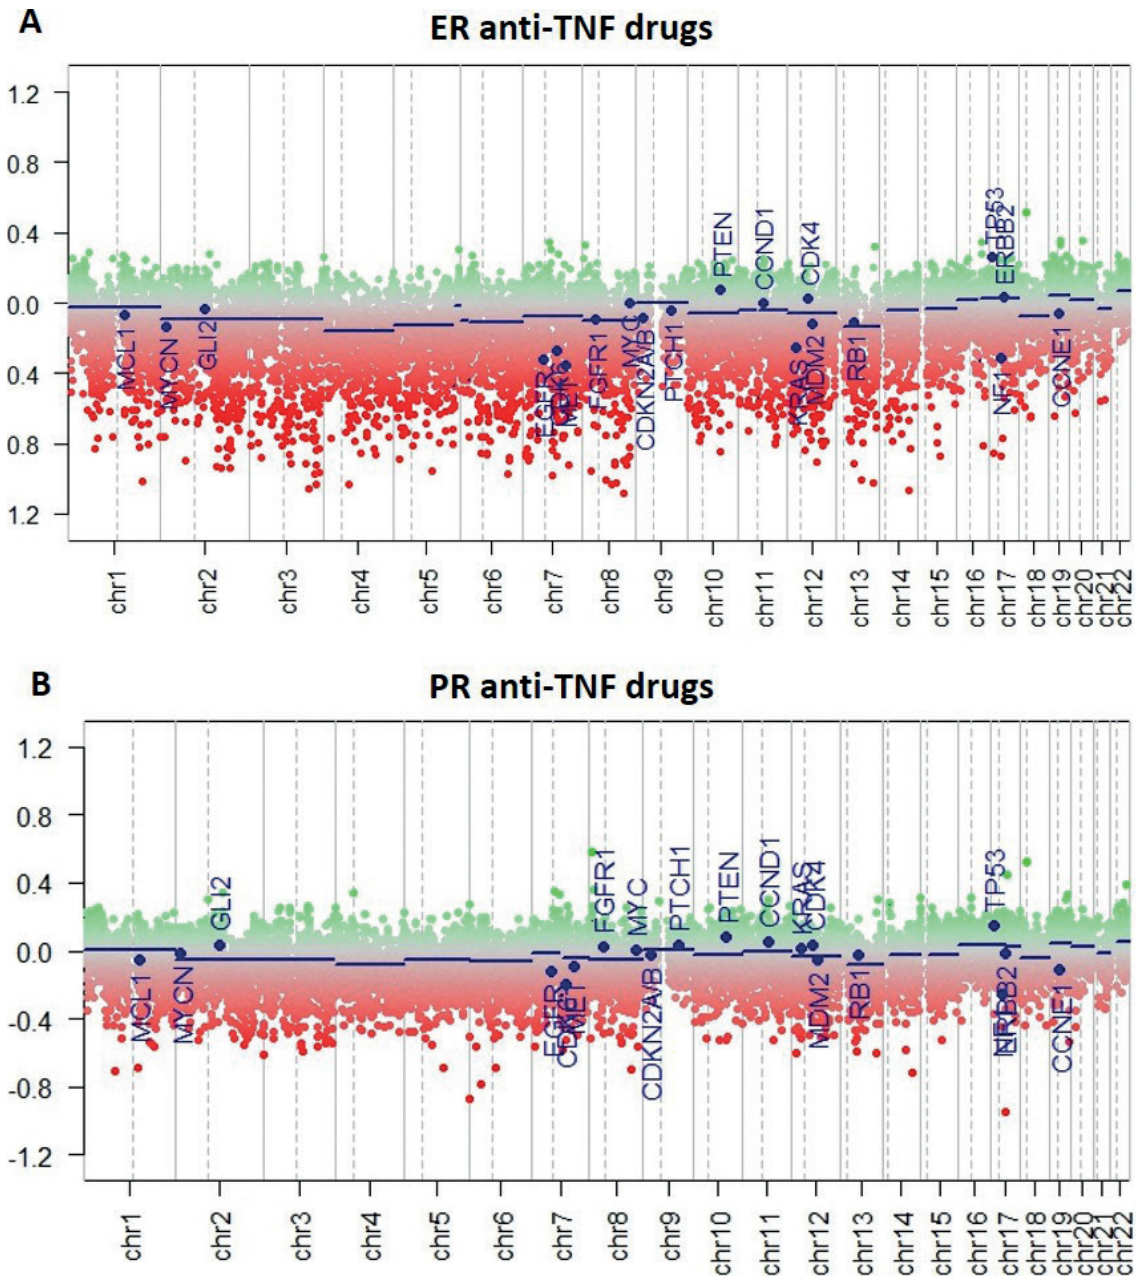 A
ER anti-TNF drugs
1.2
0.8
0.4
0.0
0.4
0.8
1.2
MCL1
MYCN
GLI2
EGFR
CDK6
MET
FGFR1
MYC
CDKN2A/B
PTCH1
PTEN
CCND1
KRAS
CDK4
MDM2
RB1
TP53
NF1
ERBB2
CCNE1
chr1
chr2
chr3
chr4
chr5
chr6
chr7
chr8
chr9
chr10
chr11
chr12
chr13
chr14
chr15
chr16
chr17
chr18
chr19
chr20
chr21
chr22
B
PR anti-TNF drugs
1.2
0.8
0.4
0.0
-0.4
-0.8
-1.2
MCL1
MYCN
GLI2
EGFR
CDK6
MET
FGFR1
MYC
CDKN2A/B
PTCH1
PTEN
CCND1
KRAS
CDK4
MDM2
RB1
TP53
NF1
ERBB2
CCNE1
chr1
chr2
chr3
chr4
chr5
chr6
chr7
chr8
chr9
chr10
chr11
chr12
chr13
chr14
chr15
chr16
chr17
chr18
chr19
chr20
chr21
chr22